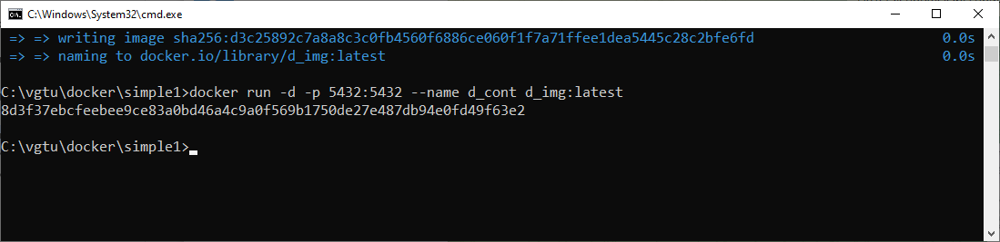 C:\Windows\System32\cmd.exe
=> => writing image sha256:d3c25892c7a8a8c3c0fb4560f6886ce060f1f7a71ffee1dea5445c28c2bfe6fd 0.0s
=> => naming to docker.io/library/d_img:latest 0.0s
C:\vgtu\docker\simple1>docker run -d -p 5432:5432 --name d_cont d_img:latest
8d3f37ebcfeebee9ce83a0bd46a4c9a0f569b1750de27e487db94e0fd49f63e2
C:\vgtu\docker\simple1>